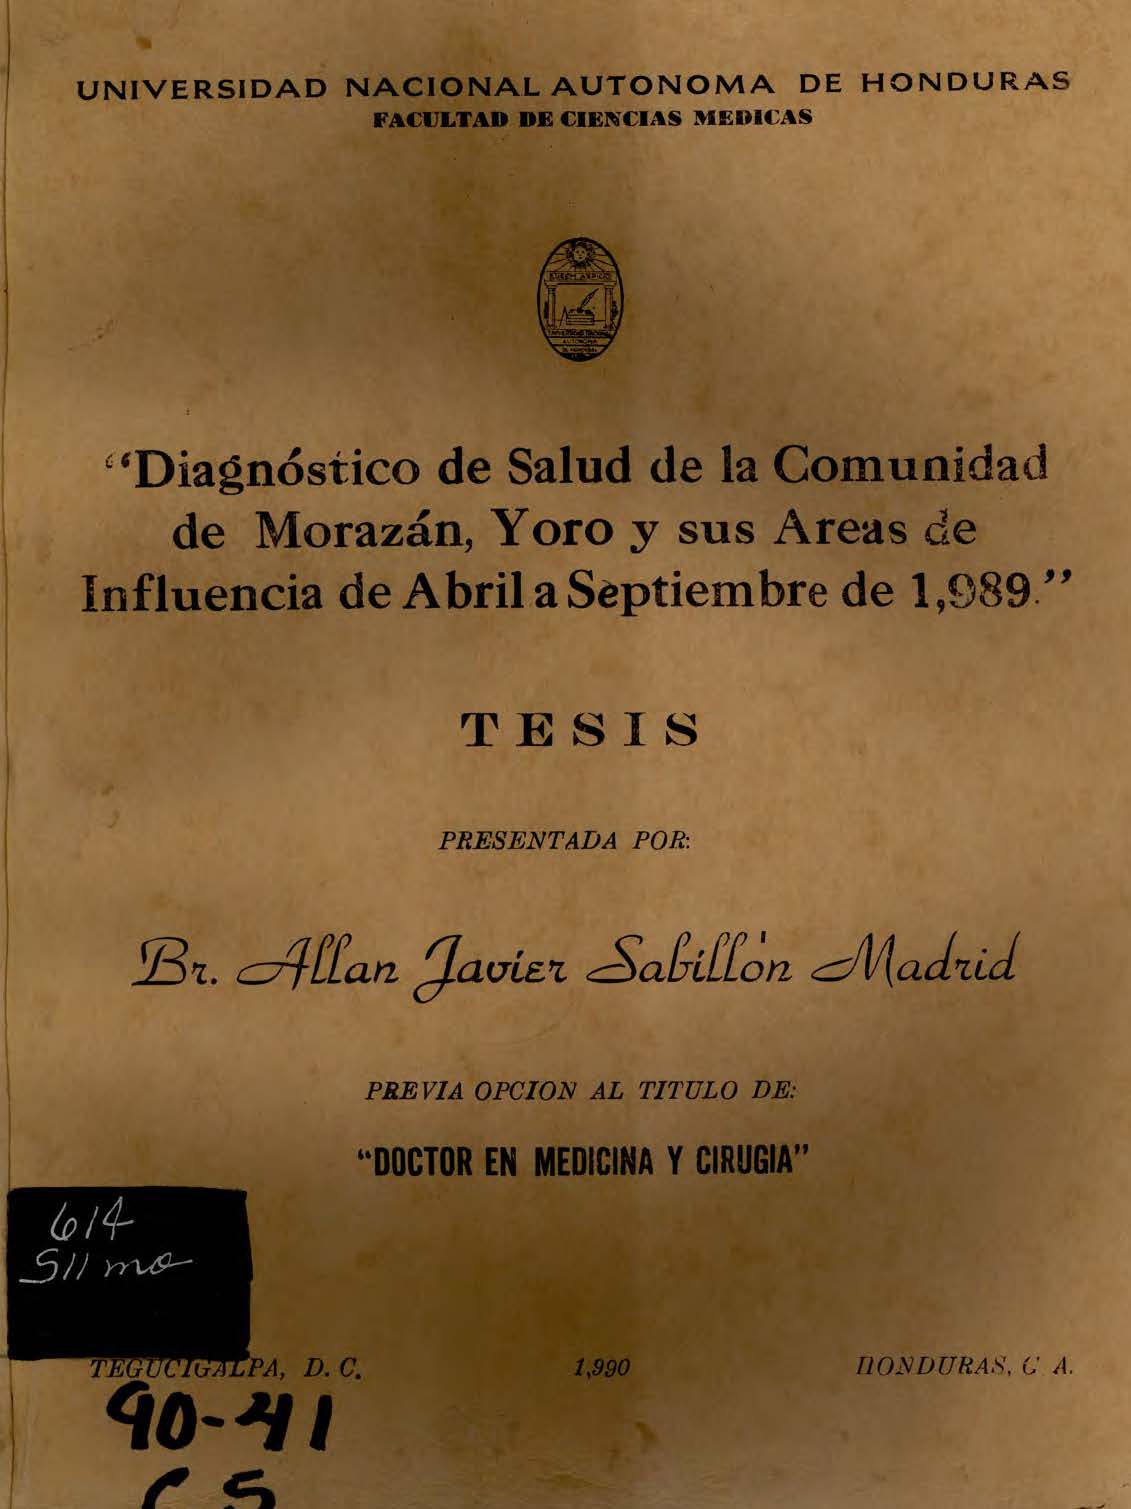 UNIVERSIDAD NACIONAL AUTONOMA DE HONDURAS
FACULTAD DE CIENCIAS MEDICAS
“Diagnóstico de Salud de la Comunidad
de Morazán, Yoro y sus Areas de
Influencia de Abril a Septiembre de 1,989.”
TESIS
PRESENTADA POR:
Br. Allan Javier Sabillón Madrid
PREVIA OPCION AL TITULO DE:
“DOCTOR EN MEDICINA Y CIRUGIA”
614
S11 mo
TEGUCIGALPA, D. C. 1,990 HONDURAS, C A.
90-41
CS